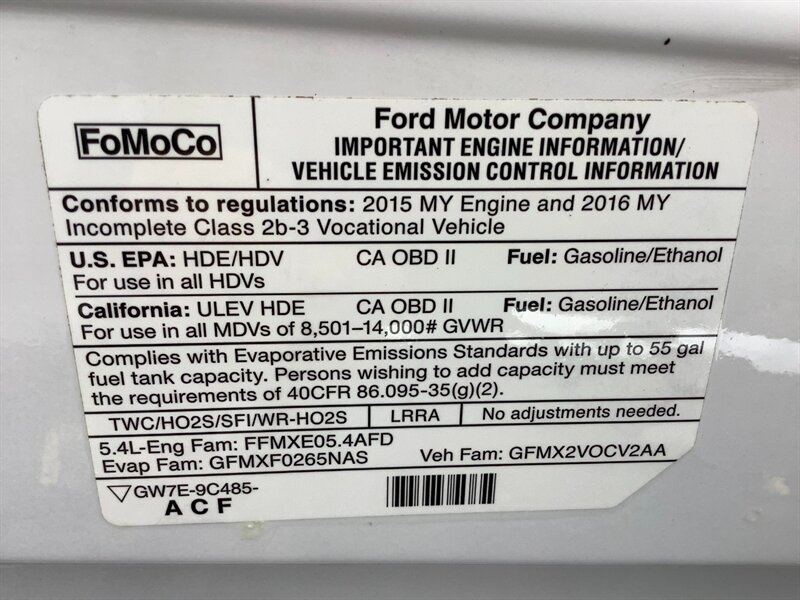 FoMoCo
Ford Motor Company
IMPORTANT ENGINE INFORMATION/
VEHICLE EMISSION CONTROL INFORMATION
Conforms to regulations: 2015 MY Engine and 2016 MY
Incomplete Class 2b-3 Vocational Vehicle
U.S. EPA: HDE/HDV CA OBD II Fuel: Gasoline/Ethanol
For use in all HDVs
California: ULEV HDE CA OBD II Fuel: Gasoline/Ethanol
For use in all MDVs of 8,501–14,000# GVWR
Complies with Evaporative Emissions Standards with up to 55 gal
fuel tank capacity. Persons wishing to add capacity must meet
the requirements of 40CFR 86.095-35(g)(2).
TWC/HO2S/SFI/WR-HO2S LRRA No adjustments needed.
5.4L-Eng Fam: FFMXE05.4AFD
Evap Fam: GFMXF0265NAS Veh Fam: GFMX2VOCV2AA
GW7E-9C485-
A C F